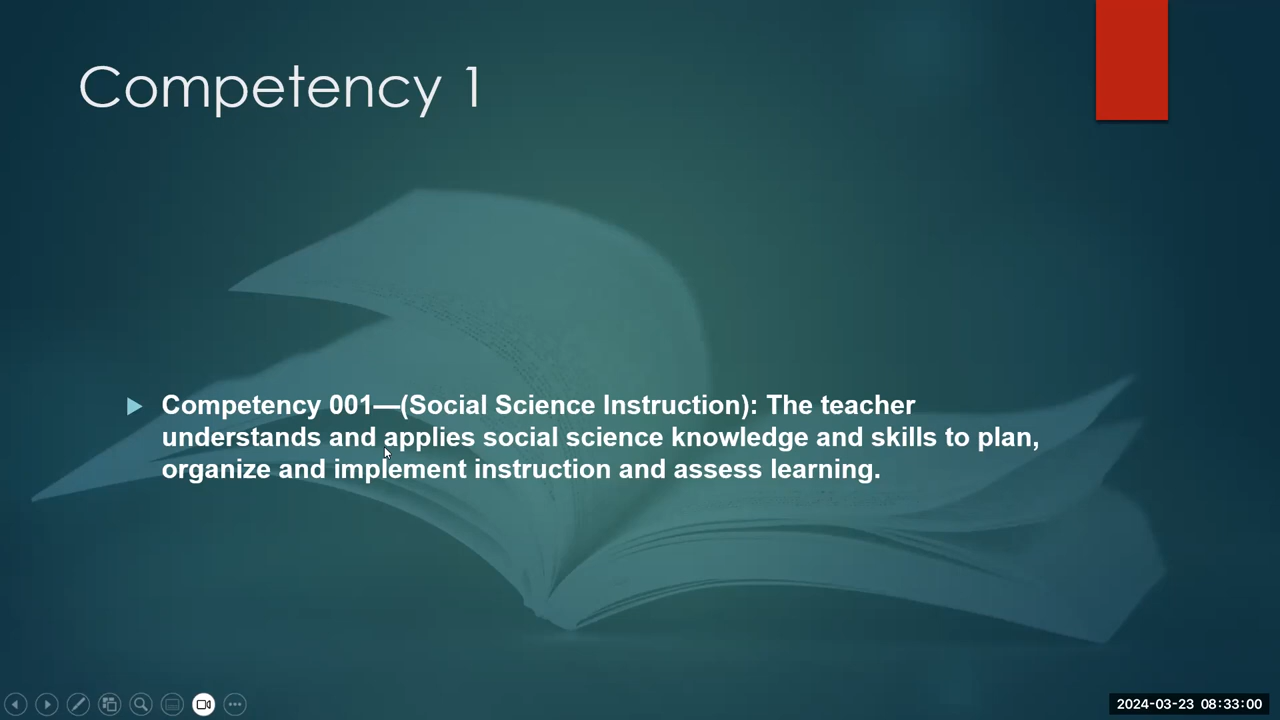 Competency 1
Competency 001—(Social Science Instruction): The teacher
understands and applies social science knowledge and skills to plan,
organize and implement instruction and assess learning.
2024-03-23 08:33:00